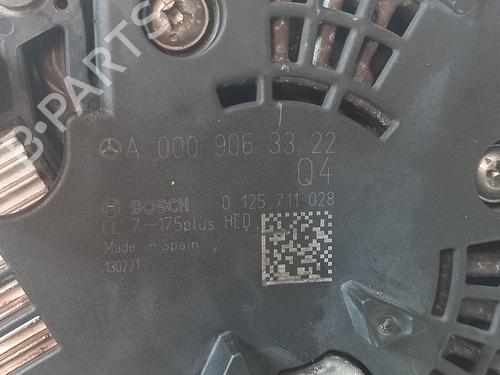 A 000 906 33 22
Q4
BOSCH 0 125 711 028
EL 7-175plus HED
Made in Spain
130221
B-PARTS